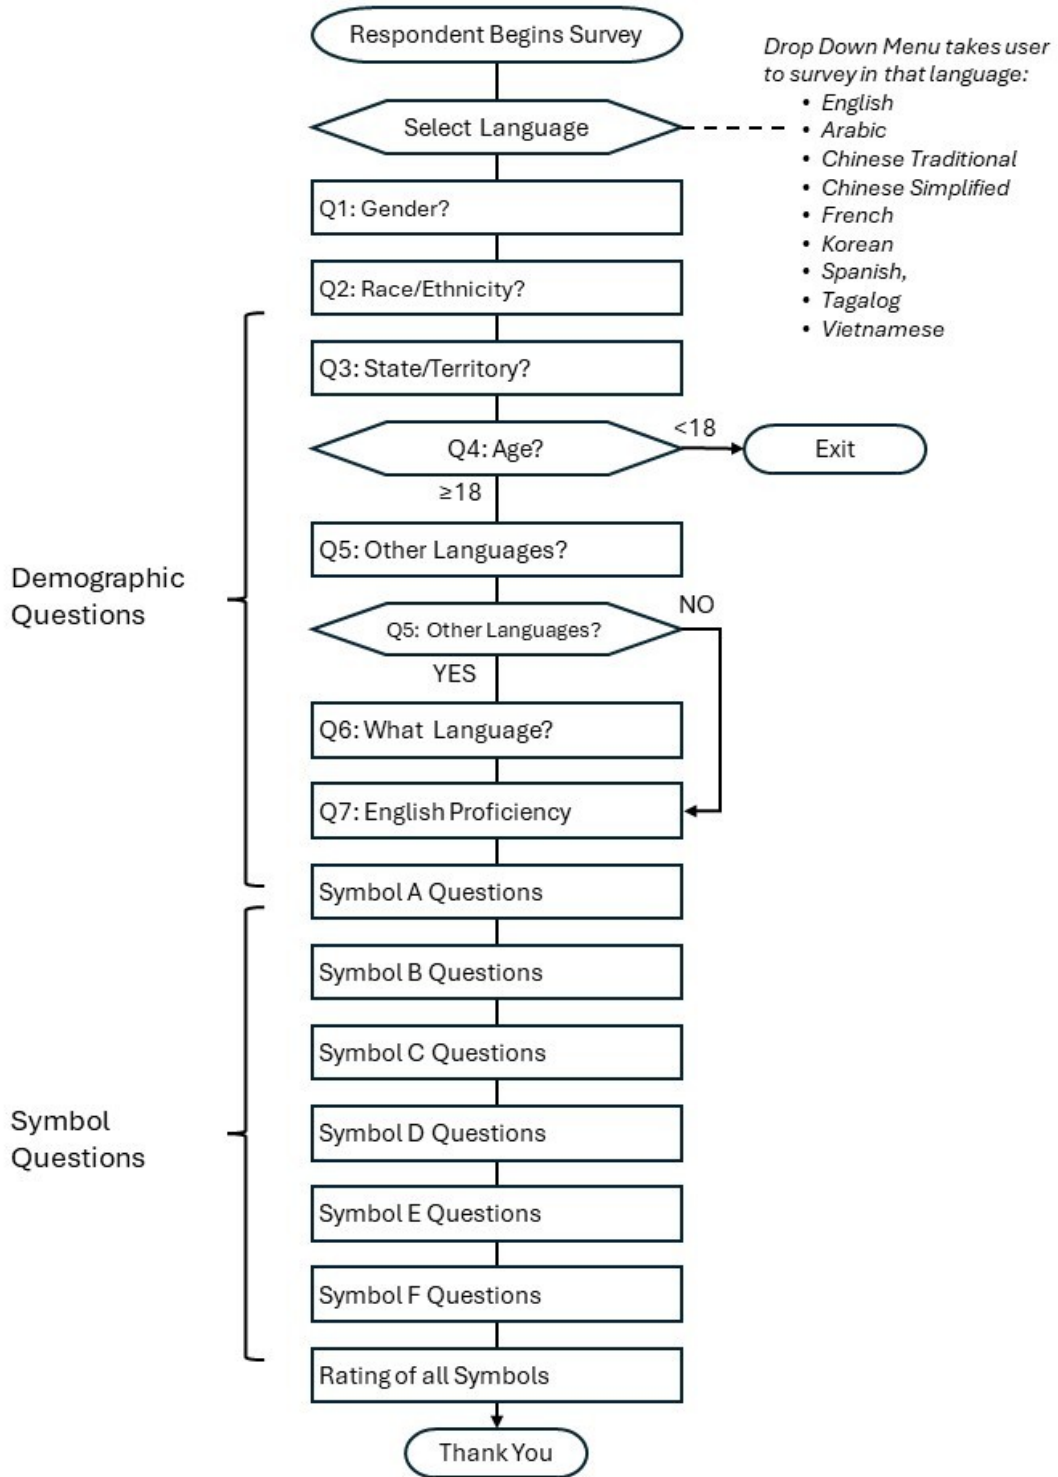 Respondent Begins Survey
Drop Down Menu takes user
to survey in that language:
• English
• Arabic
• Chinese Traditional
• Chinese Simplified
• French
• Korean
• Spanish,
• Tagalog
• Vietnamese
Select Language
Q1: Gender?
Q2: Race/Ethnicity?
Q3: State/Territory?
Q4: Age?
<18
Exit
≥18
Q5: Other Languages?
Q5: Other Languages?
NO
YES
Q6: What Language?
Q7: English Proficiency
Demographic
Questions
Symbol A Questions
Symbol B Questions
Symbol C Questions
Symbol D Questions
Symbol E Questions
Symbol F Questions
Rating of all Symbols
Symbol
Questions
Thank You